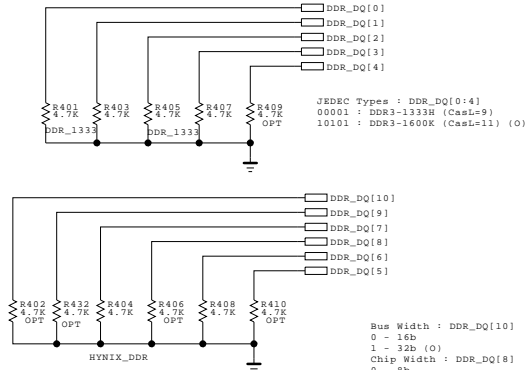 DDR_DQ[0]
DDR_DQ[1]
DDR_DQ[2]
DDR_DQ[3]
DDR_DQ[4]
R401
4.7K
DDR_1333
R403
4.7K
R405
4.7K
DDR_1333
R407
4.7K
R409
4.7K
OPT
JEDEC Types : DDR_DQ[0:4]
00001 : DDR3-1333H (CasL=9)
10101 : DDR3-1600K (CasL=11) (O)
DDR_DQ[10]
DDR_DQ[9]
DDR_DQ[7]
DDR_DQ[8]
DDR_DQ[6]
DDR_DQ[5]
R402
4.7K
OPT
R432
4.7K
OPT
R404
4.7K
R406
4.7K
OPT
R408
4.7K
R410
4.7K
OPT
HYNIX_DDR
Bus Width : DDR_DQ[10]
0 - 16b
1 - 32b (O)
Chip Width : DDR_DQ[8]
0 - 8b